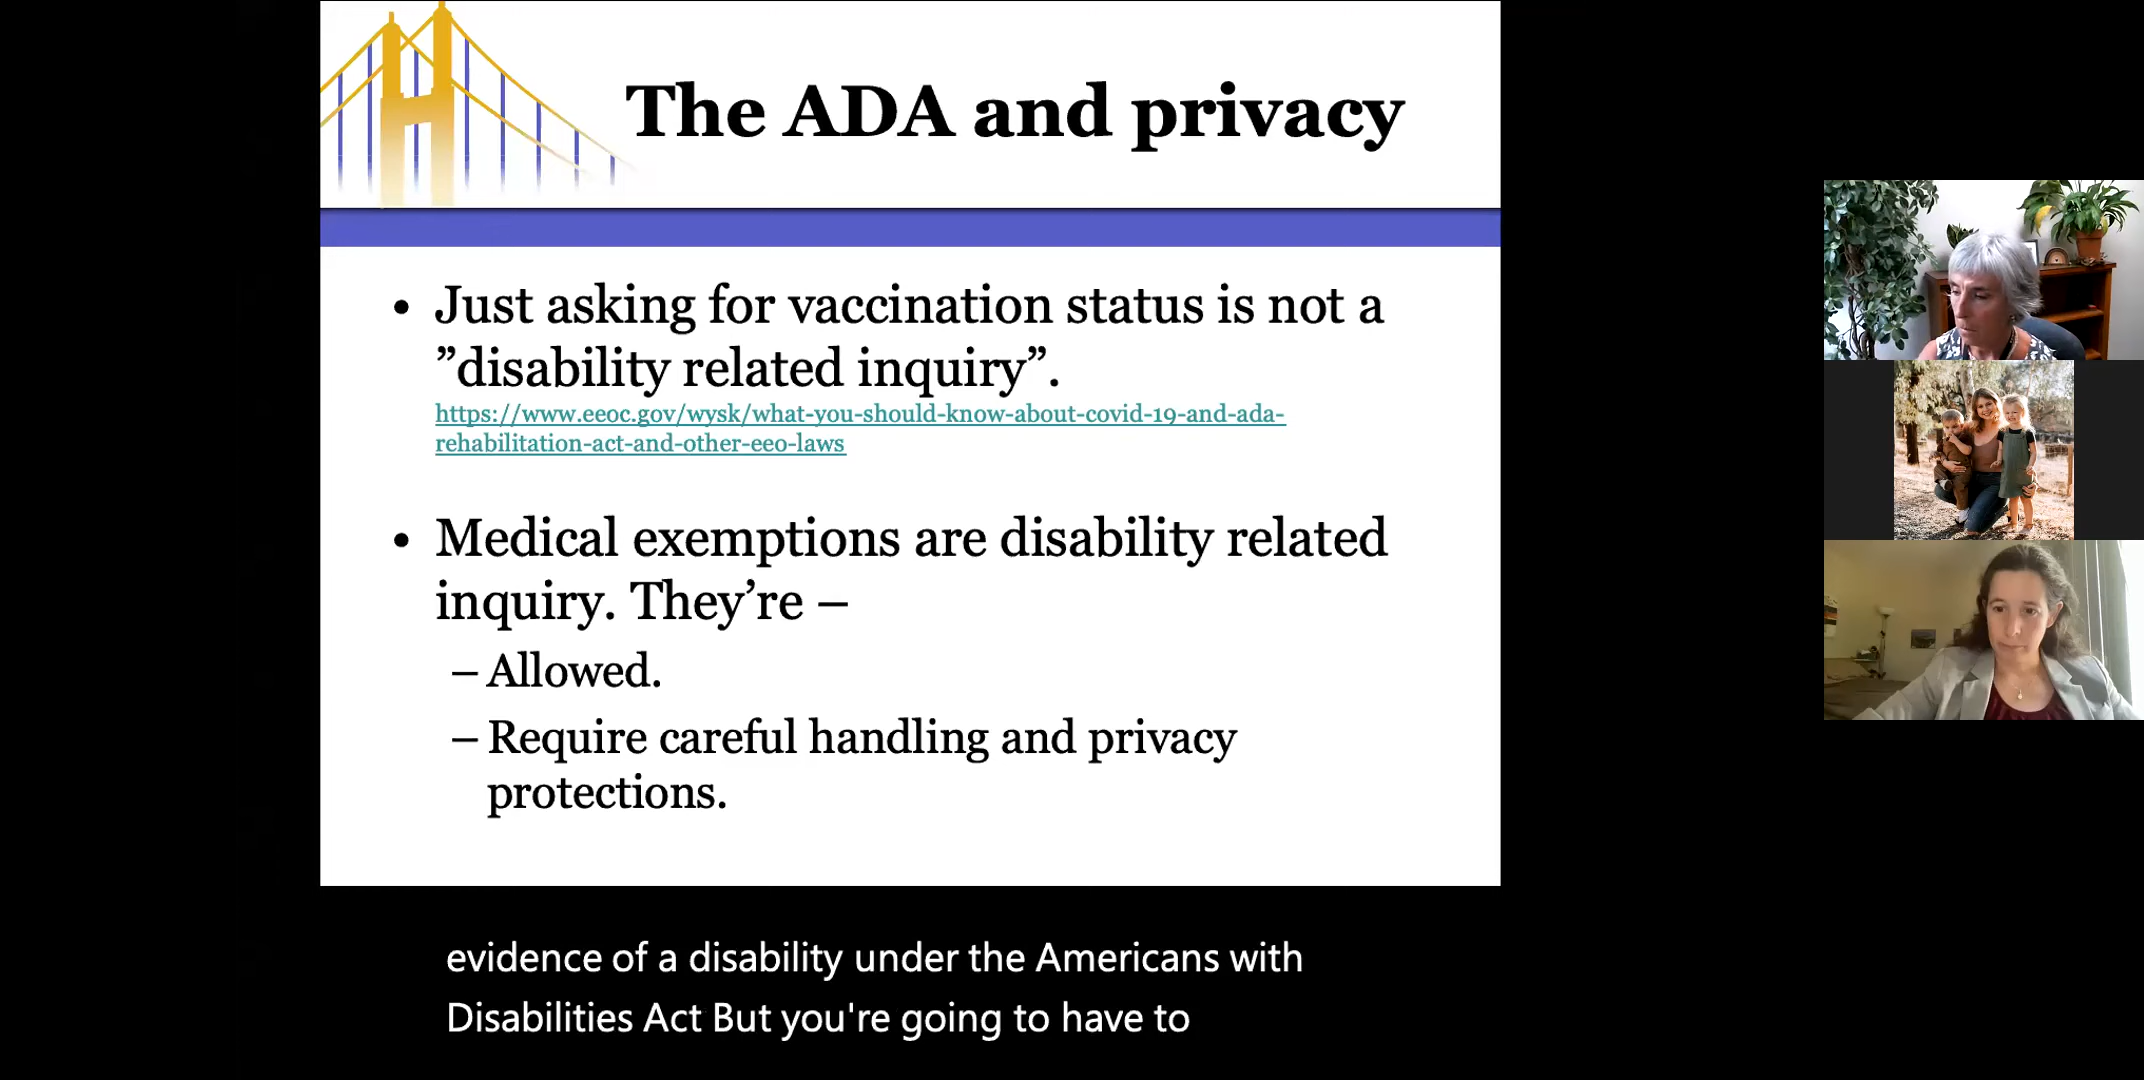 The ADA and privacy
• Just asking for vaccination status is not a
”disability related inquiry”.
https://www.eeoc.gov/wysk/what-you-should-know-about-covid-19-and-ada-
rehabilitation-act-and-other-eeo-laws
• Medical exemptions are disability related
inquiry. They’re –
– Allowed.
– Require careful handling and privacy
protections.
evidence of a disability under the Americans with
Disabilities Act But you're going to have to